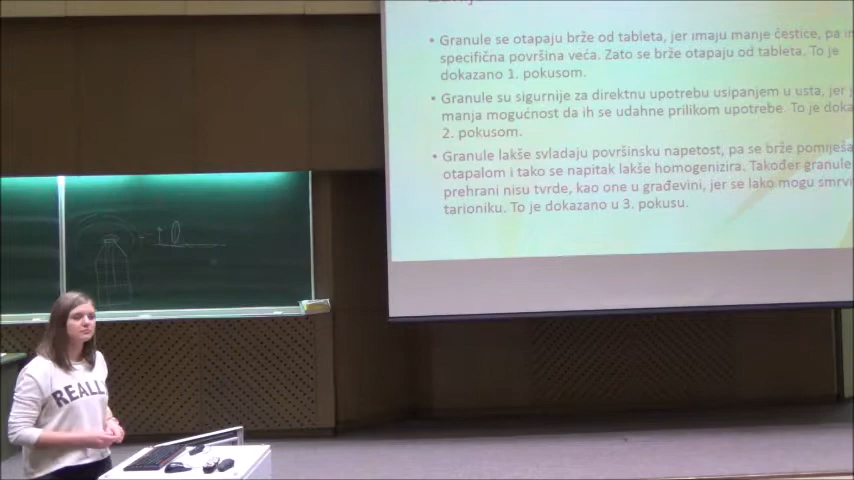 • Granule se otapaju brže od tableta, jer imaju manje čestice, pa im
specifična površina veća. Zato se brže otapaju od tableta. To je
dokazano 1. pokusom.
• Granule su sigurnije za direktnu upotrebu usipanjem u usta, jer
manja mogućnost da ih se udahne prilikom upotrebe. To je
2. pokusom.
• Granule lakše svladaju površinsku napetost, pa se brže pomiješa
otapalom i tako se napitak lakše homogenizira. Također granule
prehrani nisu tvrde, kao one u građevini, jer se lako mogu smrvi
tarioniku. To je dokazano u 3. pokusu.
REALL